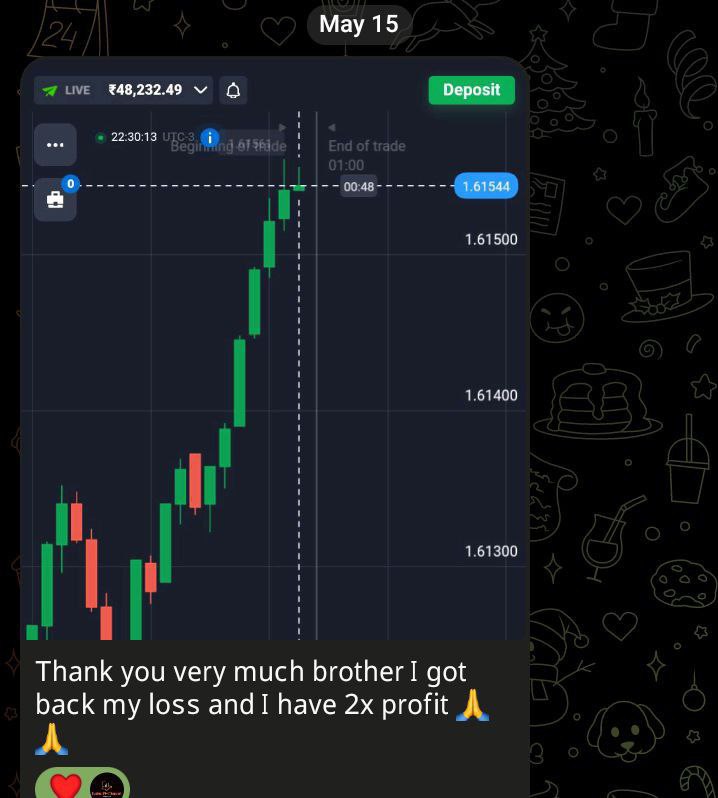 May 15
LIVE ₹48,232.49
Deposit
22:30:13 UTC-3
Beginning of trade
End of trade
01:00
00:48
0
1.61544
1.61500
1.61400
1.61300
24
Thank you very much brother I got
back my loss and I have 2x profit 🙏
🙏